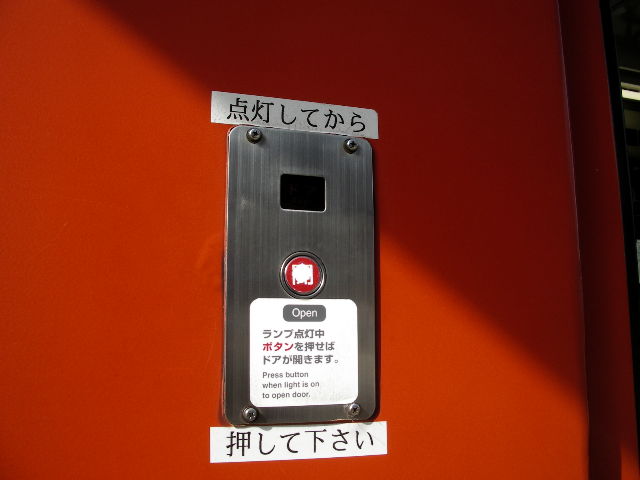 点灯してから
Open
ランプ点灯中
ボタンを押せば
ドアが開きます。
Press button
when light is on
to open door.
押して下さい